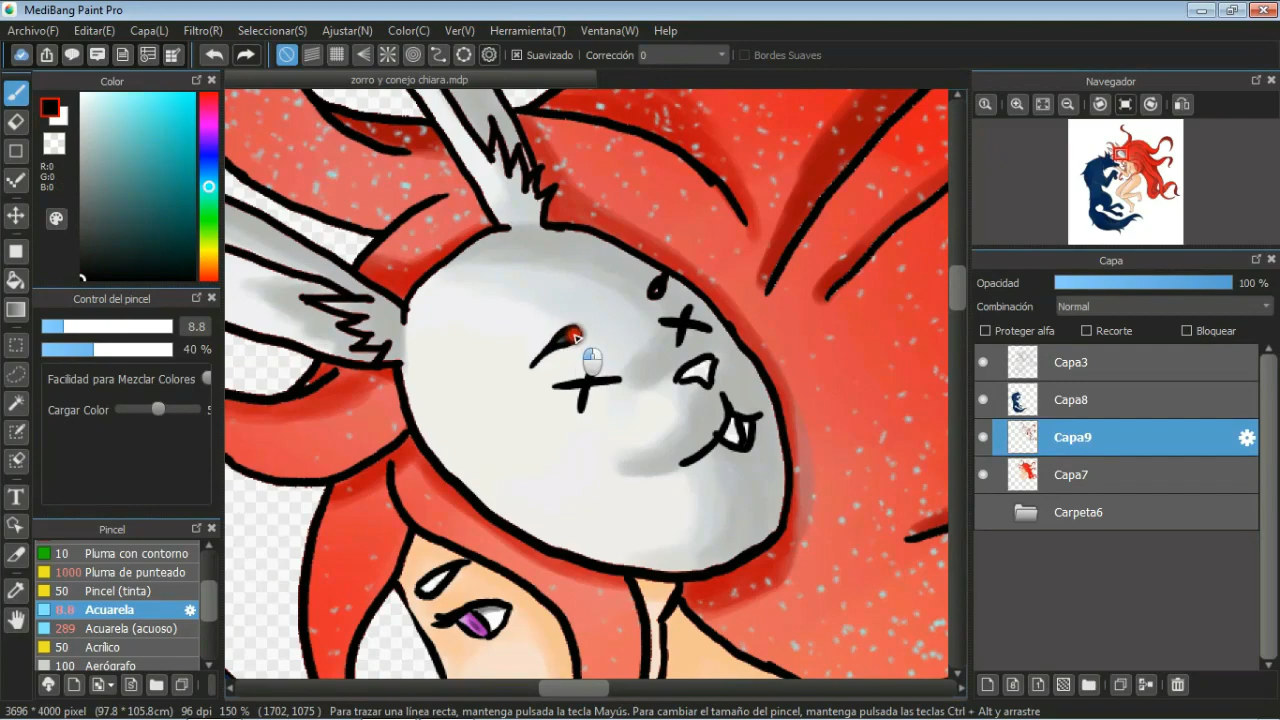 MediBang Paint Pro
Archivo(F) Editar(E) Capa(L) Filtro(R) Seleccionar(S) Ajustar(N) Color(C) Ver(V) Herramienta(T) Ventana(W) Help
Suavizado Corrección 0 Bordes Suaves
Color
zorro y conejo chiara.mdp
Navegador
R:0
G:0
B:0
Capa
Opacidad 100 %
Control del pincel
Combinación Normal
8.8
Proteger alfa Recorte Bloquear
40 %
Capa3
Facilidad para Mezclar Colores
Capa8
Cargar Color 5
Capa9
Capa7
Carpeta6
T
Pincel
10 Pluma con contorno
1000 Pluma de punteado
50 Pincel (tinta)
8.8 Acuarela
289 Acuarela (acuoso)
50 Acrílico
100 Aerógrafo
3696 * 4000 pixel (97.8 * 105.8cm) 96 dpi 150 % (1702, 1075) Para trazar una línea recta, mantenga pulsada la tecla Mayús. Para cambiar el tamaño del pincel, mantenga pulsadas las teclas Ctrl + Alt y arrastre